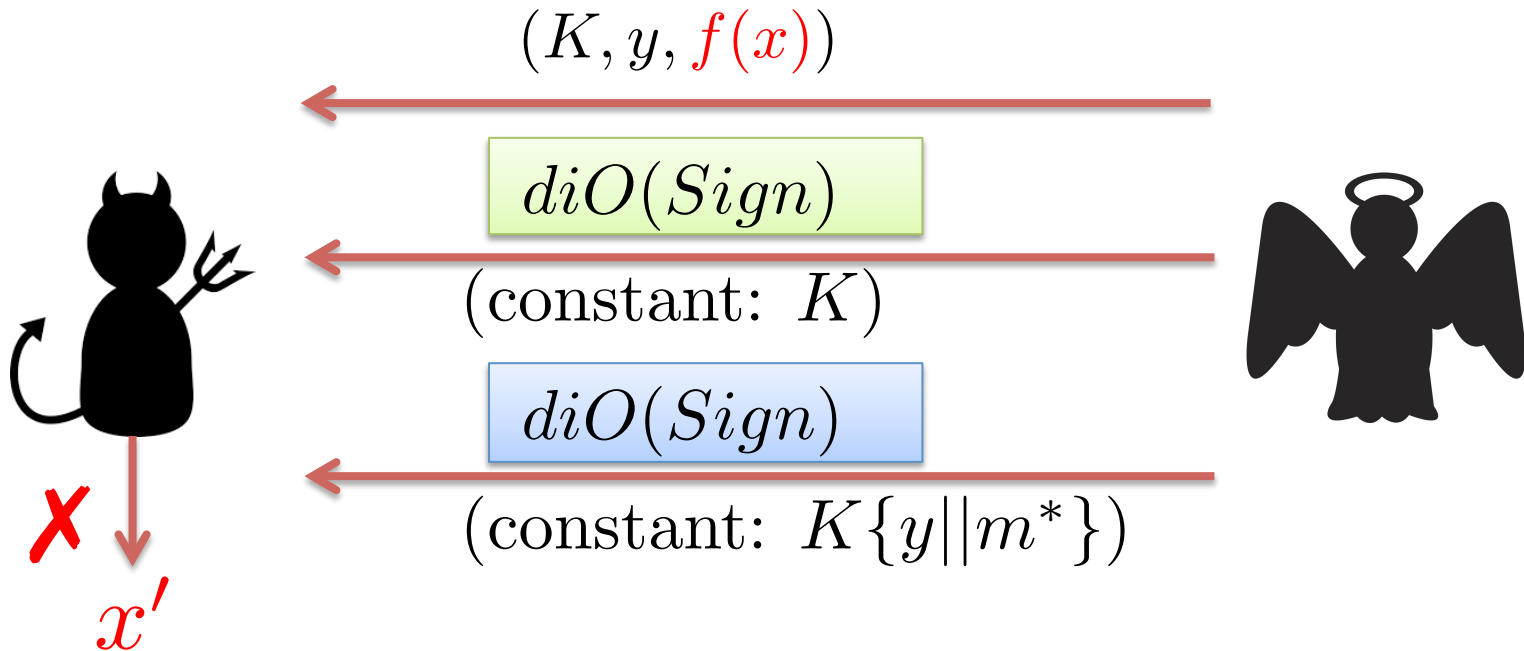 (K, y, f(x))
diO(Sign)
(constant: K)
diO(Sign)
(constant: K{y||m*})
✗
x′